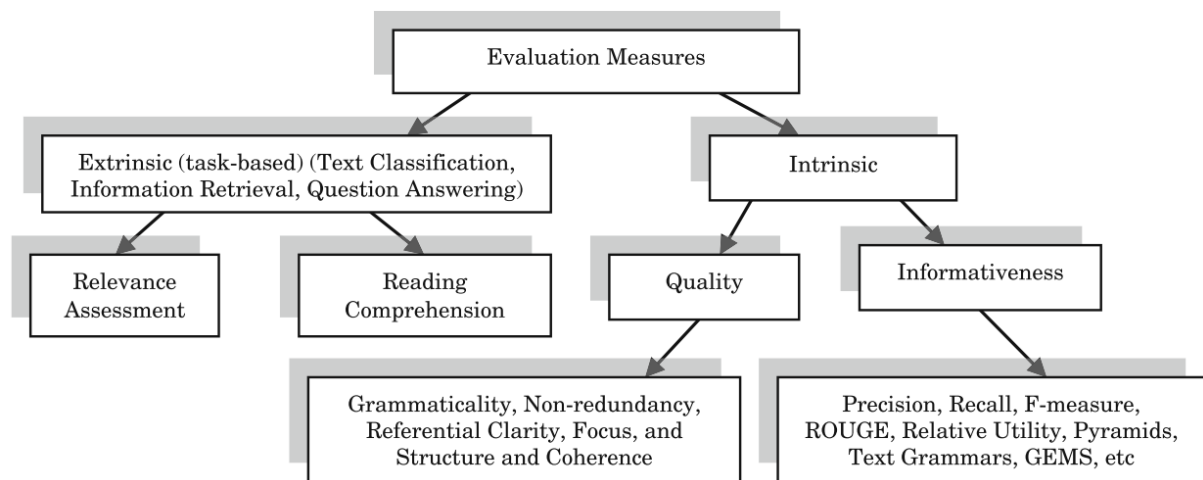 Evaluation Measures
Extrinsic (task-based) (Text Classification,
Information Retrieval, Question Answering)
Intrinsic
Relevance
Assessment
Reading
Comprehension
Quality
Informativeness
Grammaticality, Non-redundancy,
Referential Clarity, Focus, and
Structure and Coherence
Precision, Recall, F-measure,
ROUGE, Relative Utility, Pyramids,
Text Grammars, GEMS, etc